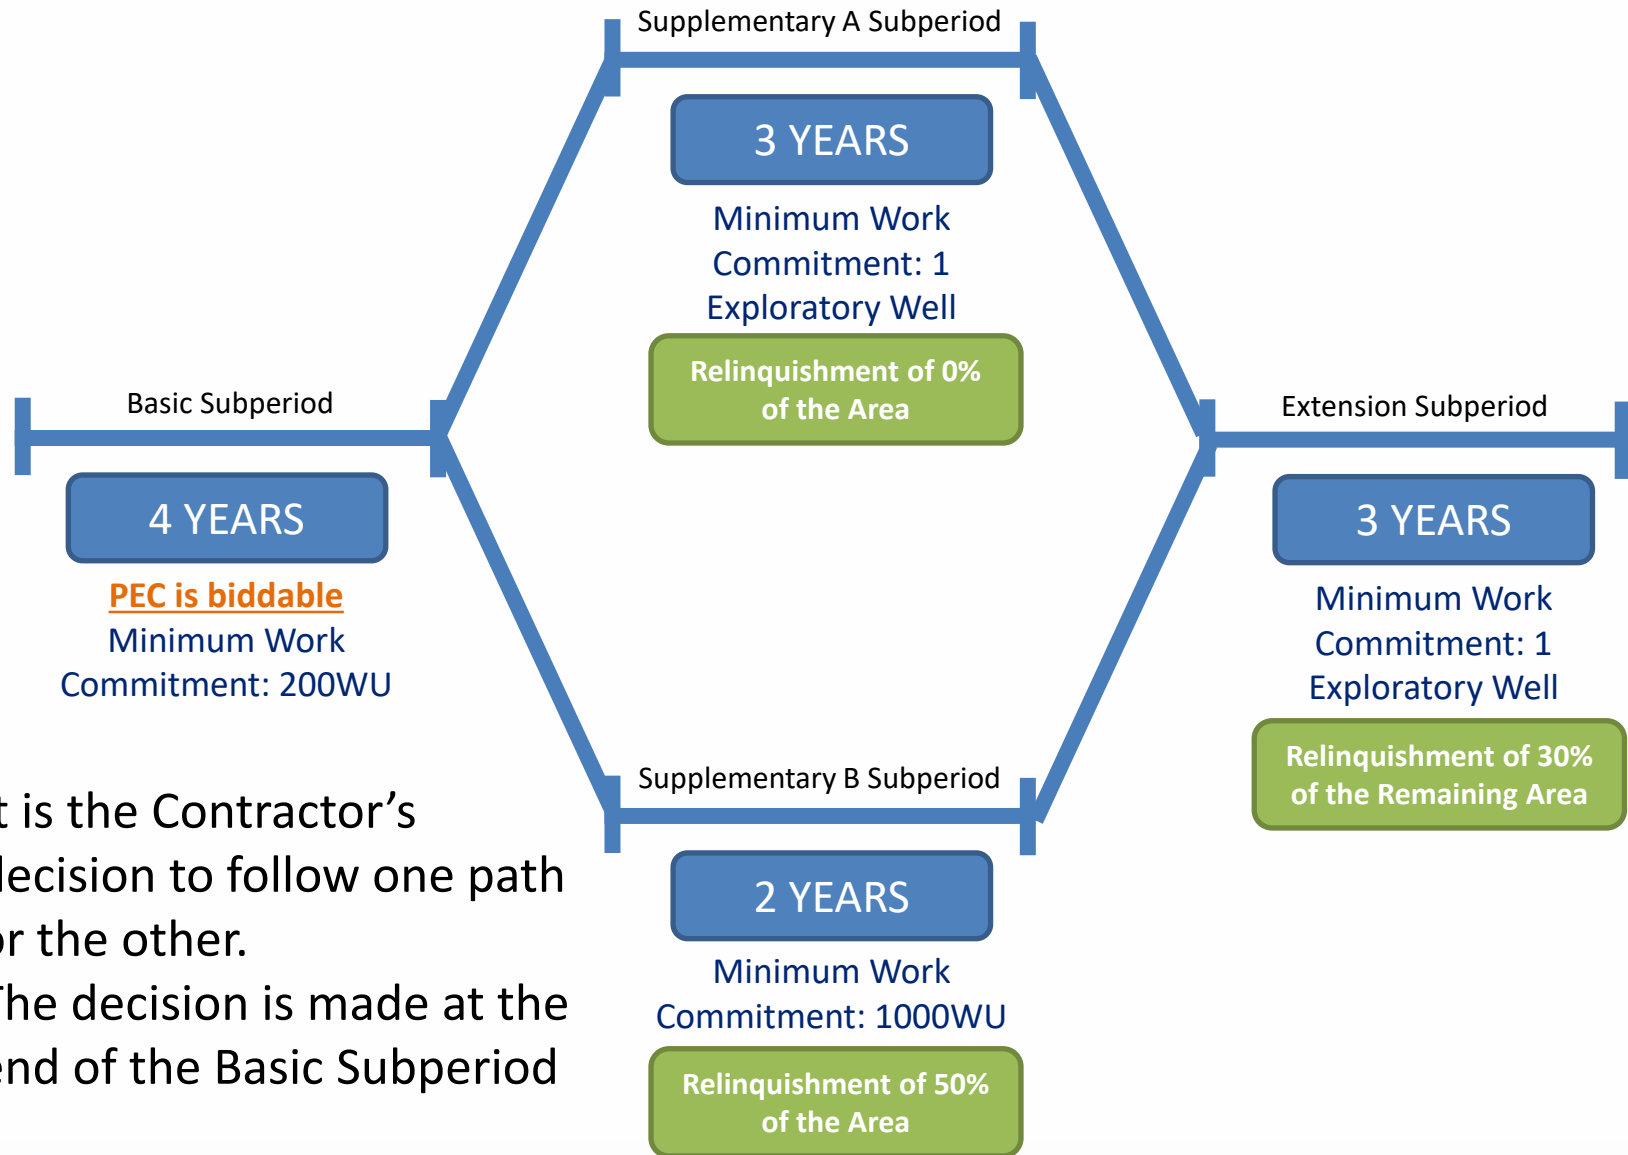 Supplementary A Subperiod
3 YEARS
Minimum Work
Commitment: 1
Exploratory Well
Relinquishment of 0%
of the Area
Basic Subperiod
4 YEARS
PEC is biddable
Minimum Work
Commitment: 200WU
Extension Subperiod
3 YEARS
Minimum Work
Commitment: 1
Exploratory Well
Relinquishment of 30%
of the Remaining Area
Supplementary B Subperiod
2 YEARS
Minimum Work
Commitment: 1000WU
Relinquishment of 50%
of the Area
t is the Contractor’s
decision to follow one path
or the other.
The decision is made at the
end of the Basic Subperiod